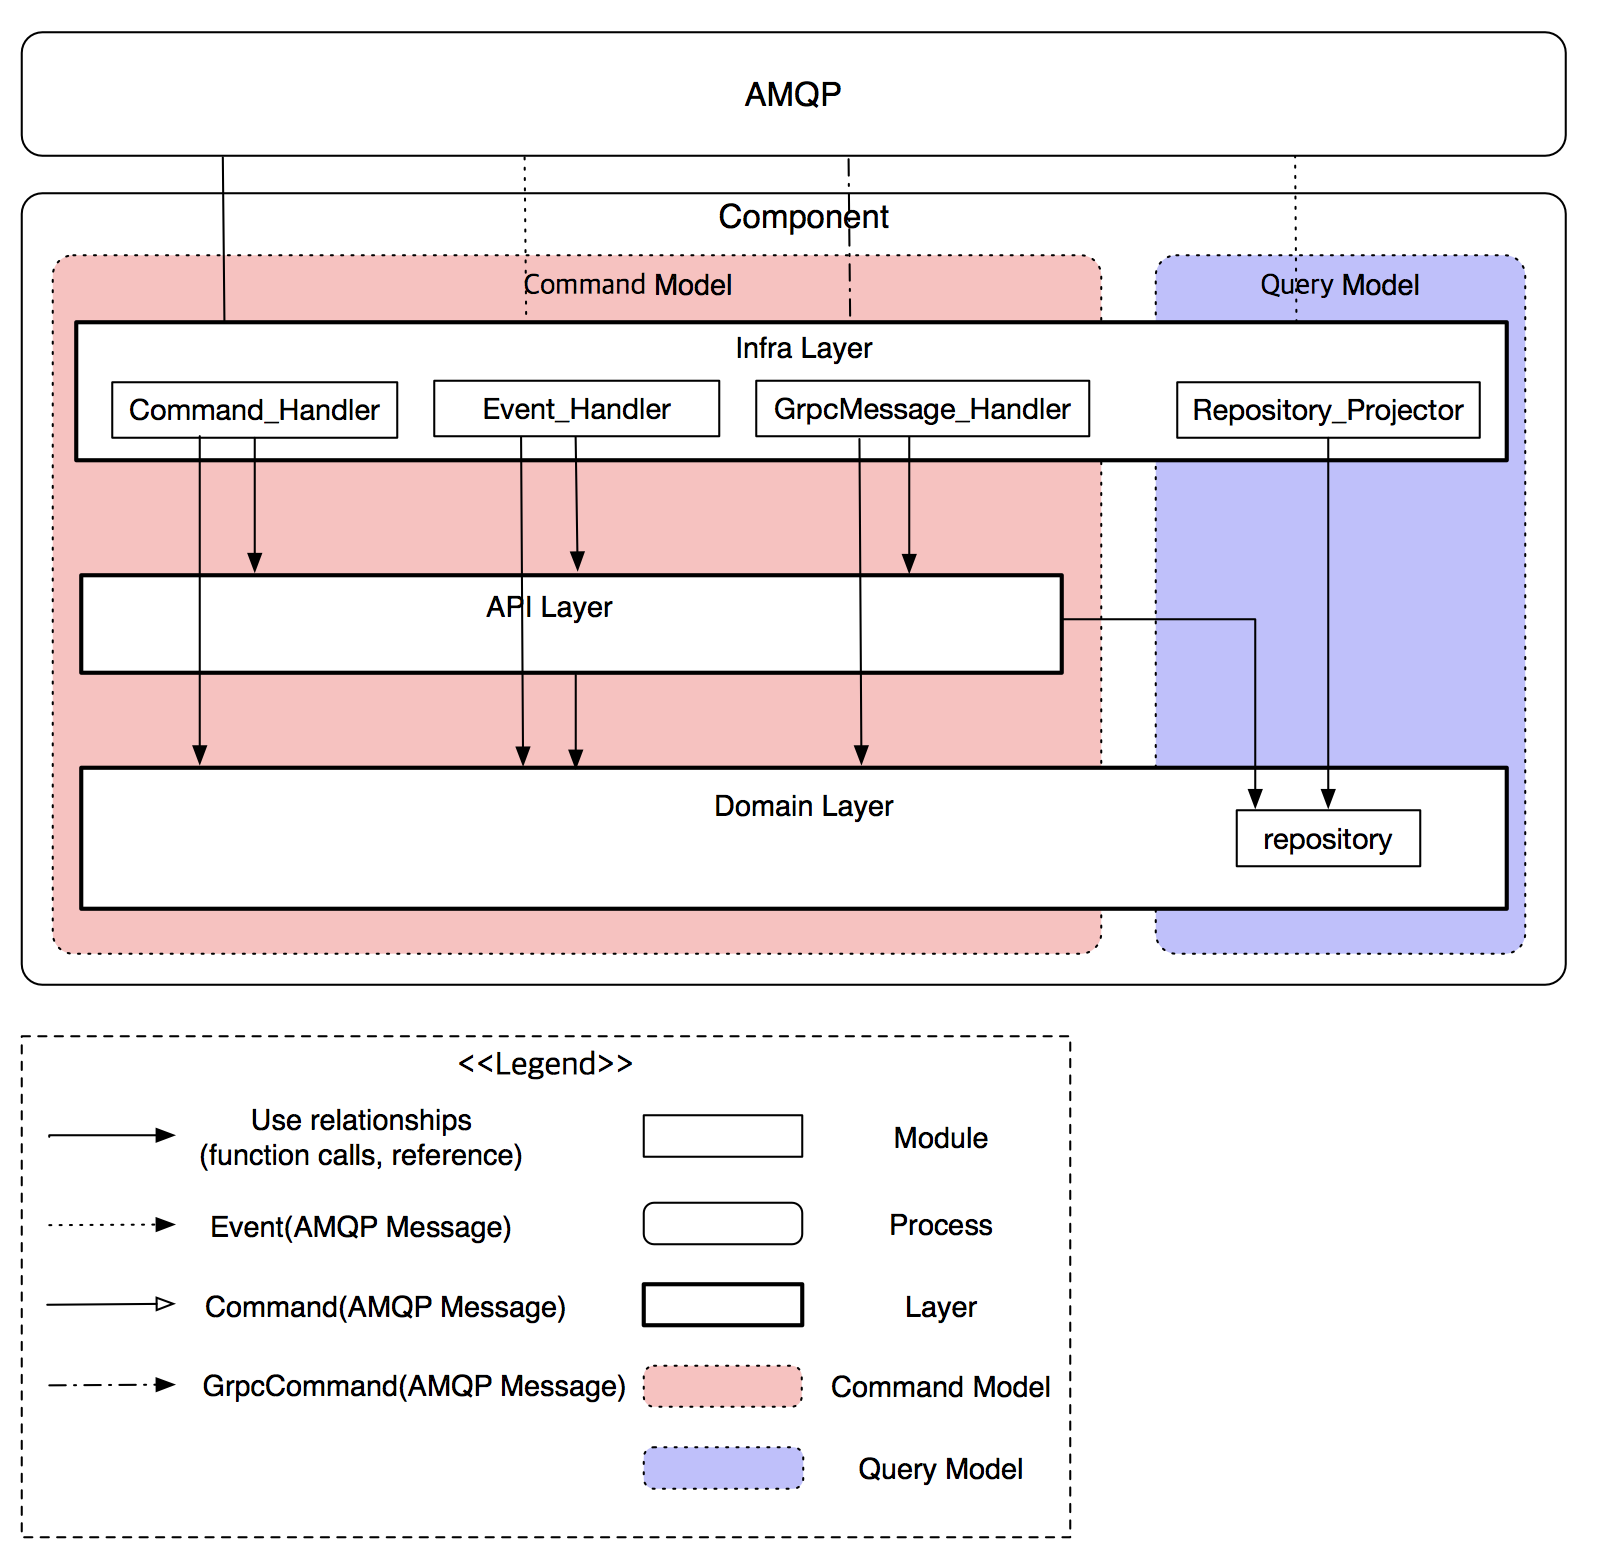 AMQP
Component
Command Model
Query Model
Infra Layer
Command_Handler
Event_Handler
GrpcMessage_Handler
Repository_Projector
API Layer
Domain Layer
repository
<<Legend>>
Use relationships
(function calls, reference)
Module
Event(AMQP Message)
Process
Command(AMQP Message)
Layer
GrpcCommand(AMQP Message)
Command Model
Query Model